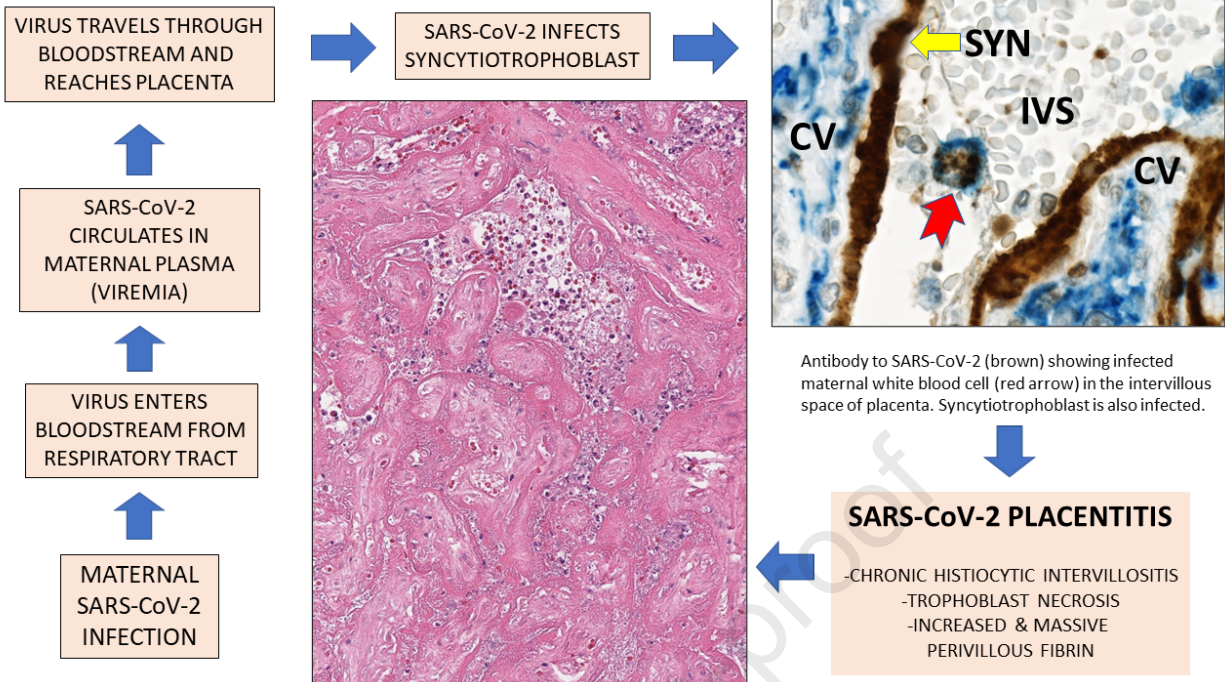 MATERNAL
SARS-CoV-2
INFECTION
VIRUS ENTERS
BLOODSTREAM FROM
RESPIRATORY TRACT
SARS-CoV-2
CIRCULATES IN
MATERNAL PLASMA
(VIREMIA)
VIRUS TRAVELS THROUGH
BLOODSTREAM AND
REACHES PLACENTA
SARS-CoV-2 INFECTS
SYNCYTIOTROPHOBLAST
SYN
IVS
CV
CV
Antibody to SARS-CoV-2 (brown) showing infected
maternal white blood cell (red arrow) in the intervillous
space of placenta. Syncytiotrophoblast is also infected.
SARS-CoV-2 PLACENTITIS
-CHRONIC HISTIOCYTIC INTERVILLOSITIS
-TROPHOBLAST NECROSIS
-INCREASED & MASSIVE
PERIVILLOUS FIBRIN
proof